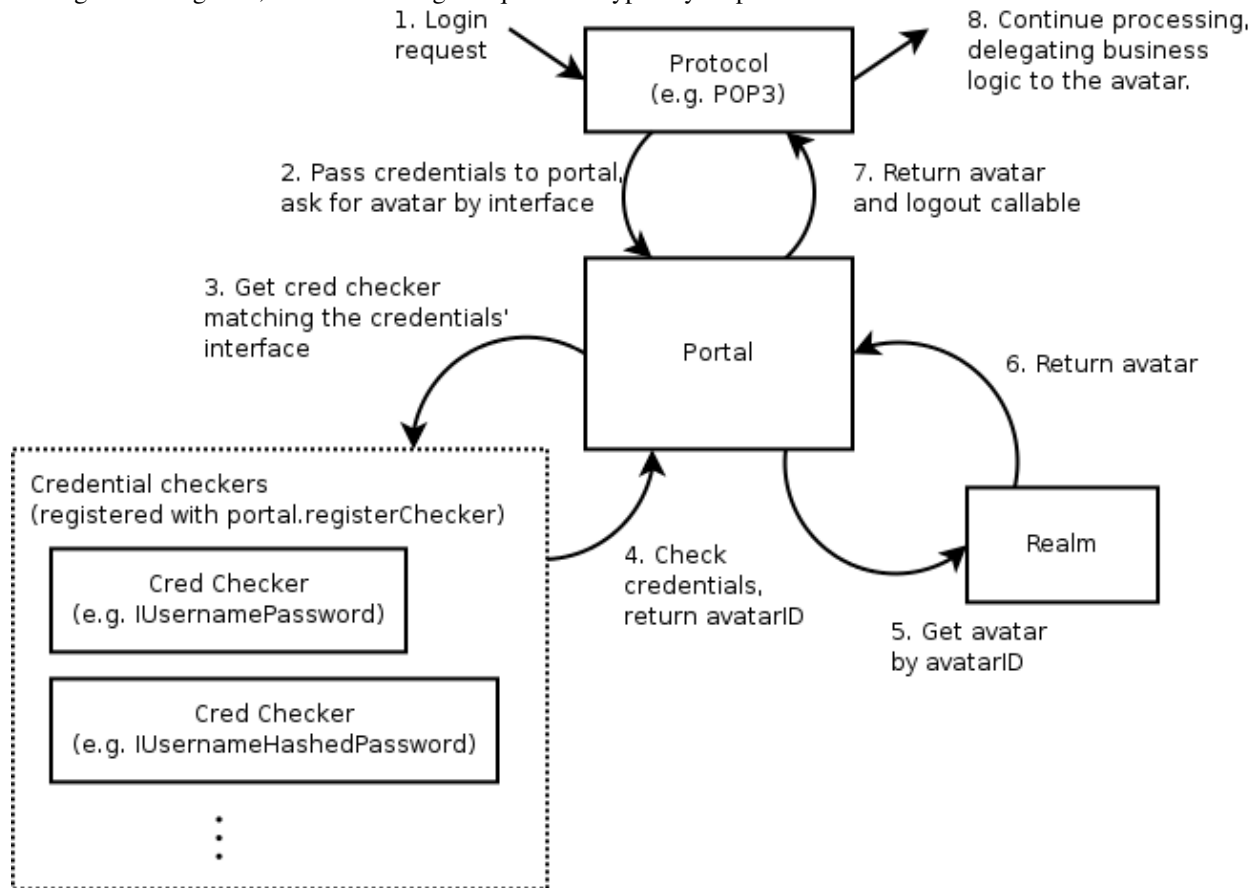 1. Login
request
8. Continue processing,
delegating business
logic to the avatar.
Protocol
(e.g. POP3)
2. Pass credentials to portal,
ask for avatar by interface
7. Return avatar
and logout callable
3. Get cred checker
matching the credentials'
interface
Portal
6. Return avatar
Credential checkers
(registered with portal.registerChecker)
Cred Checker
(e.g. IUsernamePassword)
4. Check
credentials,
return avatarID
Realm
5. Get avatar
by avatarID
Cred Checker
(e.g. IUsernameHashedPassword)